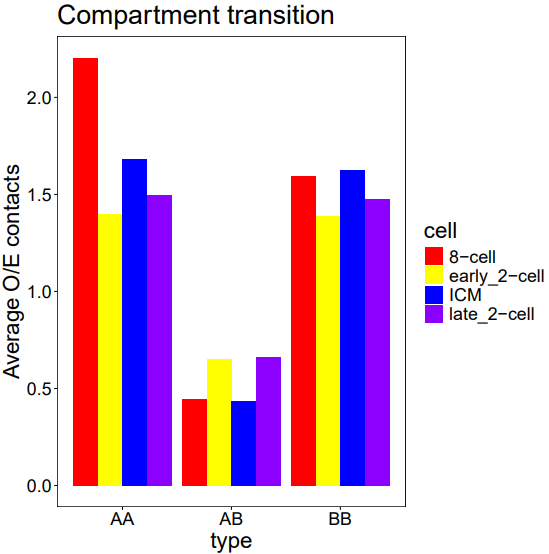 Compartment transition
Average O/E contacts
2.0
1.5
1.0
0.5
0.0
AA AB BB
type
cell
8−cell
early_2−cell
ICM
late_2−cell